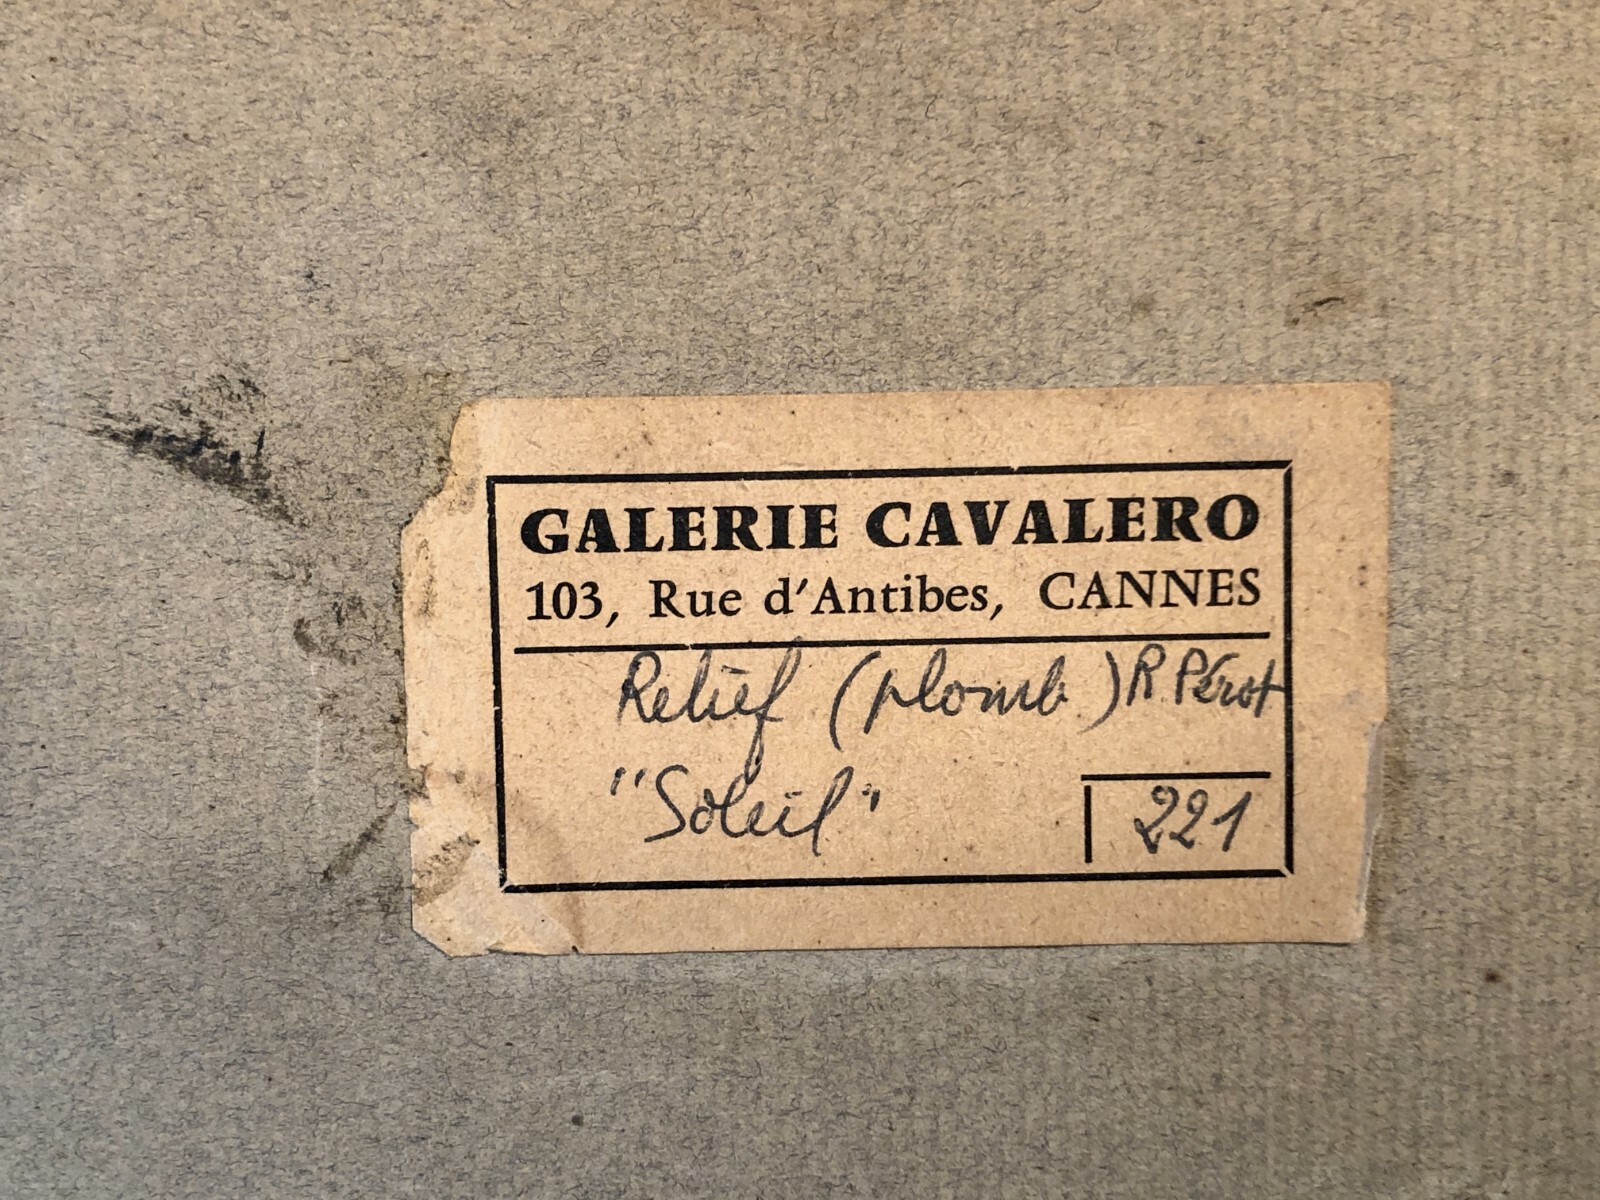 GALERIE CAVALERO
103, Rue d'Antibes, CANNES
Relief (plomb) R. Pérot
"Soleil"
221